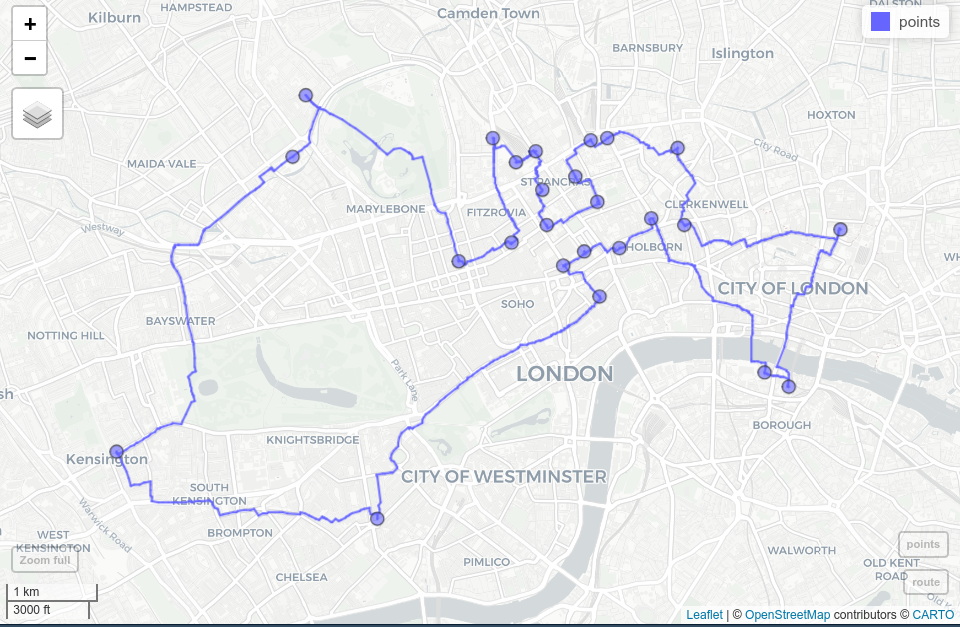 Kilburn
HAMPSTEAD
Camden Town
DALSTON
+
−
points
BARNSBURY
Islington
HOXTON
City Road
MAIDA VALE
ST PANCRAS
MARYLEBONE
FITZROVIA
CLERKENWELL
Westway
HOLBORN
CITY OF LONDON
SOHO
BAYSWATER
NOTTING HILL
Park Lane
LONDON
BOROUGH
KNIGHTSBRIDGE
Kensington
CITY OF WESTMINSTER
SOUTH
KENSINGTON
Warwick Road
WEST
KENSINGTON
BROMPTON
points
WALWORTH
Zoom full
PIMLICO
OLD KENT
ROAD
CHELSEA
route
1 km
3000 ft
Leaflet | © OpenStreetMap contributors © CARTO